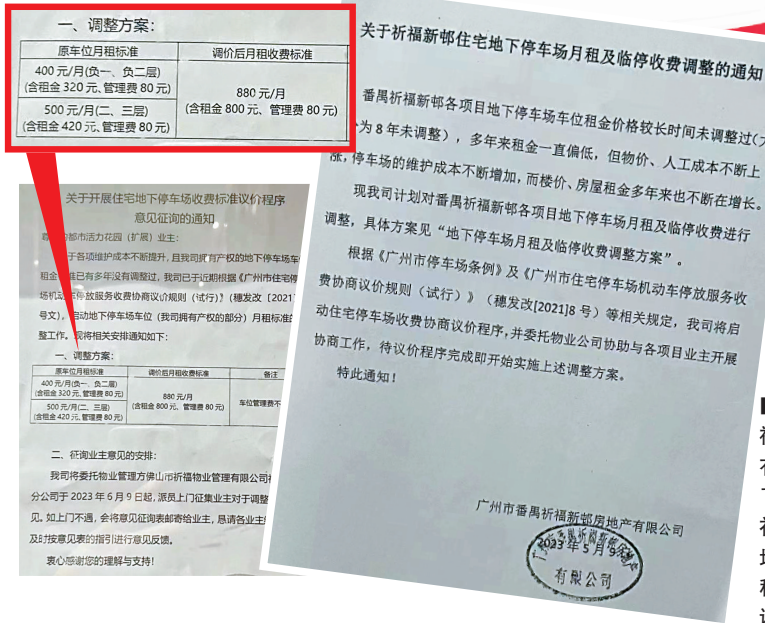 一、调整方案：
原车位月租标准
调价后月租收费标准
400 元/月(负一、负二层)
(含租金 320 元、管理费 80 元)
500 元/月(二、三层)
(含租金 420 元、管理费 80 元)
880 元/月
(含租金 800 元、管理费 80 元)
关于开展住宅地下停车场收费标准议价程序
意见征询的通知
的都市活力花园（扩展）业主：
于各项维护成本不断提升，且我司拥有产权的地下停车场车
租金 准已有多年没有调整过，我司已于近期根据《广州市住宅停
场机动 停放服务收费协商议价规则（试行）》（穗发改［2021］
号文），启动地下停车场车位（我司拥有产权的部分）月租标准的
整工作。现将相关安排通知如下：
一、调整方案：
原车位月租标准
调价后月租收费标准
备注
400 元/月(负一、负二层)
(含租金 320 元、管理费 80 元)
500 元/月(二、三层)
(含租金 420 元、管理费 80 元)
880 元/月
(含租金 800 元、管理费 80 元)
车位管理费不
二、征询业主意见的安排：
我司将委托物业管理方佛山市祈福物业管理有限公司
分公司于 2023 年 6 月 9 日起，派员上门征集业主对于调整
见。如上门不遇，会将意见征询表邮寄给业主，恳请各业主
及时按意见表的指引进行意见反馈。
衷心感谢您的理解与支持！
关于祈福新邨住宅地下停车场月租及临停收费调整的通知
番禺祈福新邨各项目地下停车场车位租金价格较长时间未调整过（
为 8 年未调整），多年来租金一直偏低，但物价、人工成本不断上
涨，停车场的维护成本不断增加，而楼价、房屋租金多年来也不断在增长。
现我司计划对番禺祈福新邨各项目地下停车场月租及临停收费进行
调整，具体方案见“地下停车场月租及临停收费调整方案”。
根据《广州市停车场条例》及《广州市住宅停车场机动车停放服务收
费协商议价规则（试行）》（穗发改[2021]8 号）等相关规定，我司将启
动住宅停车场收费协商议价程序，并委托物业公司协助与各项目业主开展
协商工作，待议价程序完成即开始实施上述调整方案。
特此通知！
广州市番禺祈福新邨房地产有限公司
2023 年 5 月 9 日
有限公司